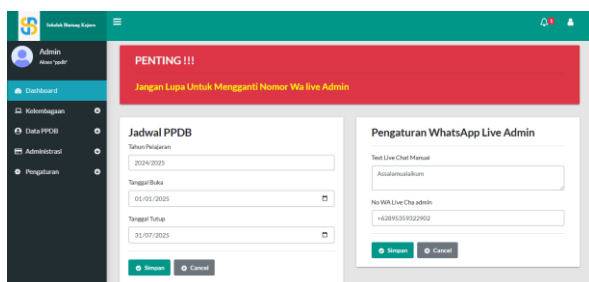 Sekolah Bintang Kejora
Admin
Akses "ppdb"
Dashboard
Kelembagaan
Data PPDB
Administrasi
Pengaturan
PENTING !!!
Jangan Lupa Untuk Mengganti Nomor Wa live Admin
Jadwal PPDB
Tahun Pelajaran
2024/2025
Tanggal Buka
01/01/2025
Tanggal Tutup
31/07/2025
Simpan
Cancel
Pengaturan WhatsApp Live Admin
Text Live Chat Manual
Assalamualaikum
No WA Live Cha admin
+62895359322902
Simpan
Cancel